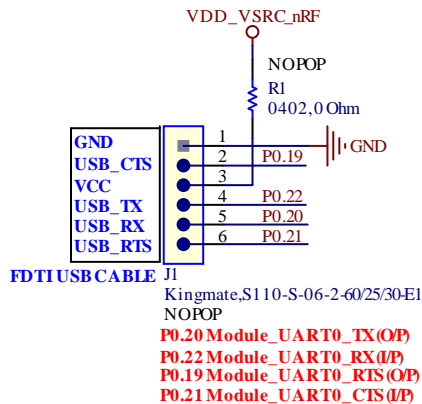 VDD_VSRC_nRF
NOPOP
R1
0402,0 Ohm
GND 1 GND
USB_CTS 2 P0.19
VCC 3
USB_TX 4 P0.22
USB_RX 5 P0.20
USB_RTS 6 P0.21
FDTI USB CABLE J1
Kingmate,S110-S-06-2-60/25/30-E1
NOPOP
P0.20 Module_UART0_TX(O/P)
P0.22 Module_UART0_RX(I/P)
P0.19 Module_UART0_RTS(O/P)
P0.21 Module_UART0_CTS(I/P)